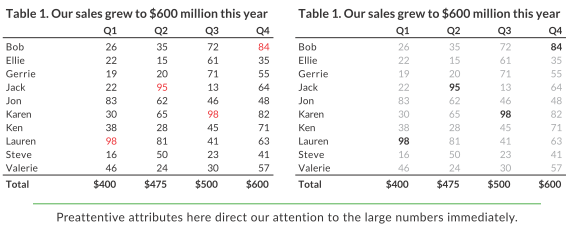 Table 1. Our sales grew to $600 million this year
Q1 Q2 Q3 Q4
Bob 26 35 72 84
Ellie 22 15 61 35
Gerrie 19 20 71 55
Jack 22 95 13 64
Jon 83 62 46 48
Karen 30 65 98 82
Ken 38 28 45 71
Lauren 98 81 41 63
Steve 16 50 23 41
Valerie 46 24 30 57
Total $400 $475 $500 $600
Table 1. Our sales grew to $600 million this year
Q1 Q2 Q3 Q4
Bob 26 35 72 84
Ellie 22 15 61 35
Gerrie 19 20 71 55
Jack 22 95 13 64
Jon 83 62 46 48
Karen 30 65 98 82
Ken 38 28 45 71
Lauren 98 81 41 63
Steve 16 50 23 41
Valerie 46 24 30 57
Total $400 $475 $500 $600
Preattentive attributes here direct our attention to the large numbers immediately.